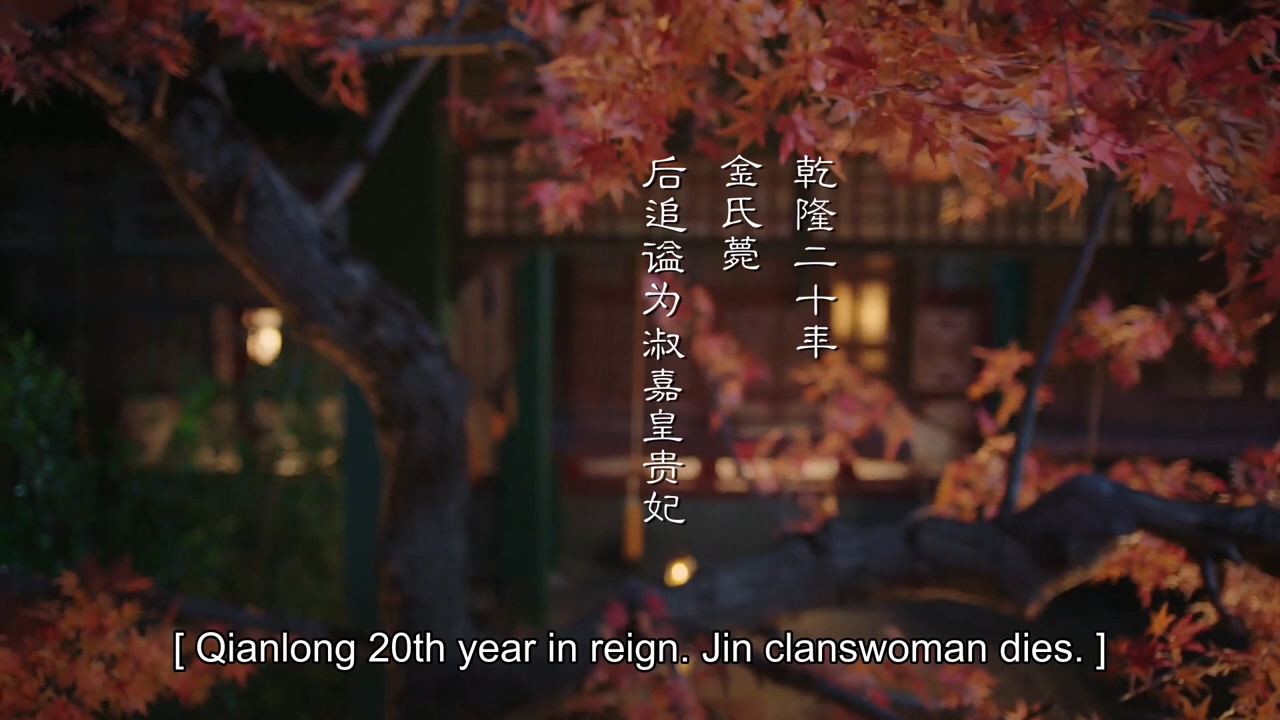 乾隆二十年
金氏薨
后追谥为淑嘉皇贵妃
[ Qianlong 20th year in reign. Jin clanswoman dies. ]